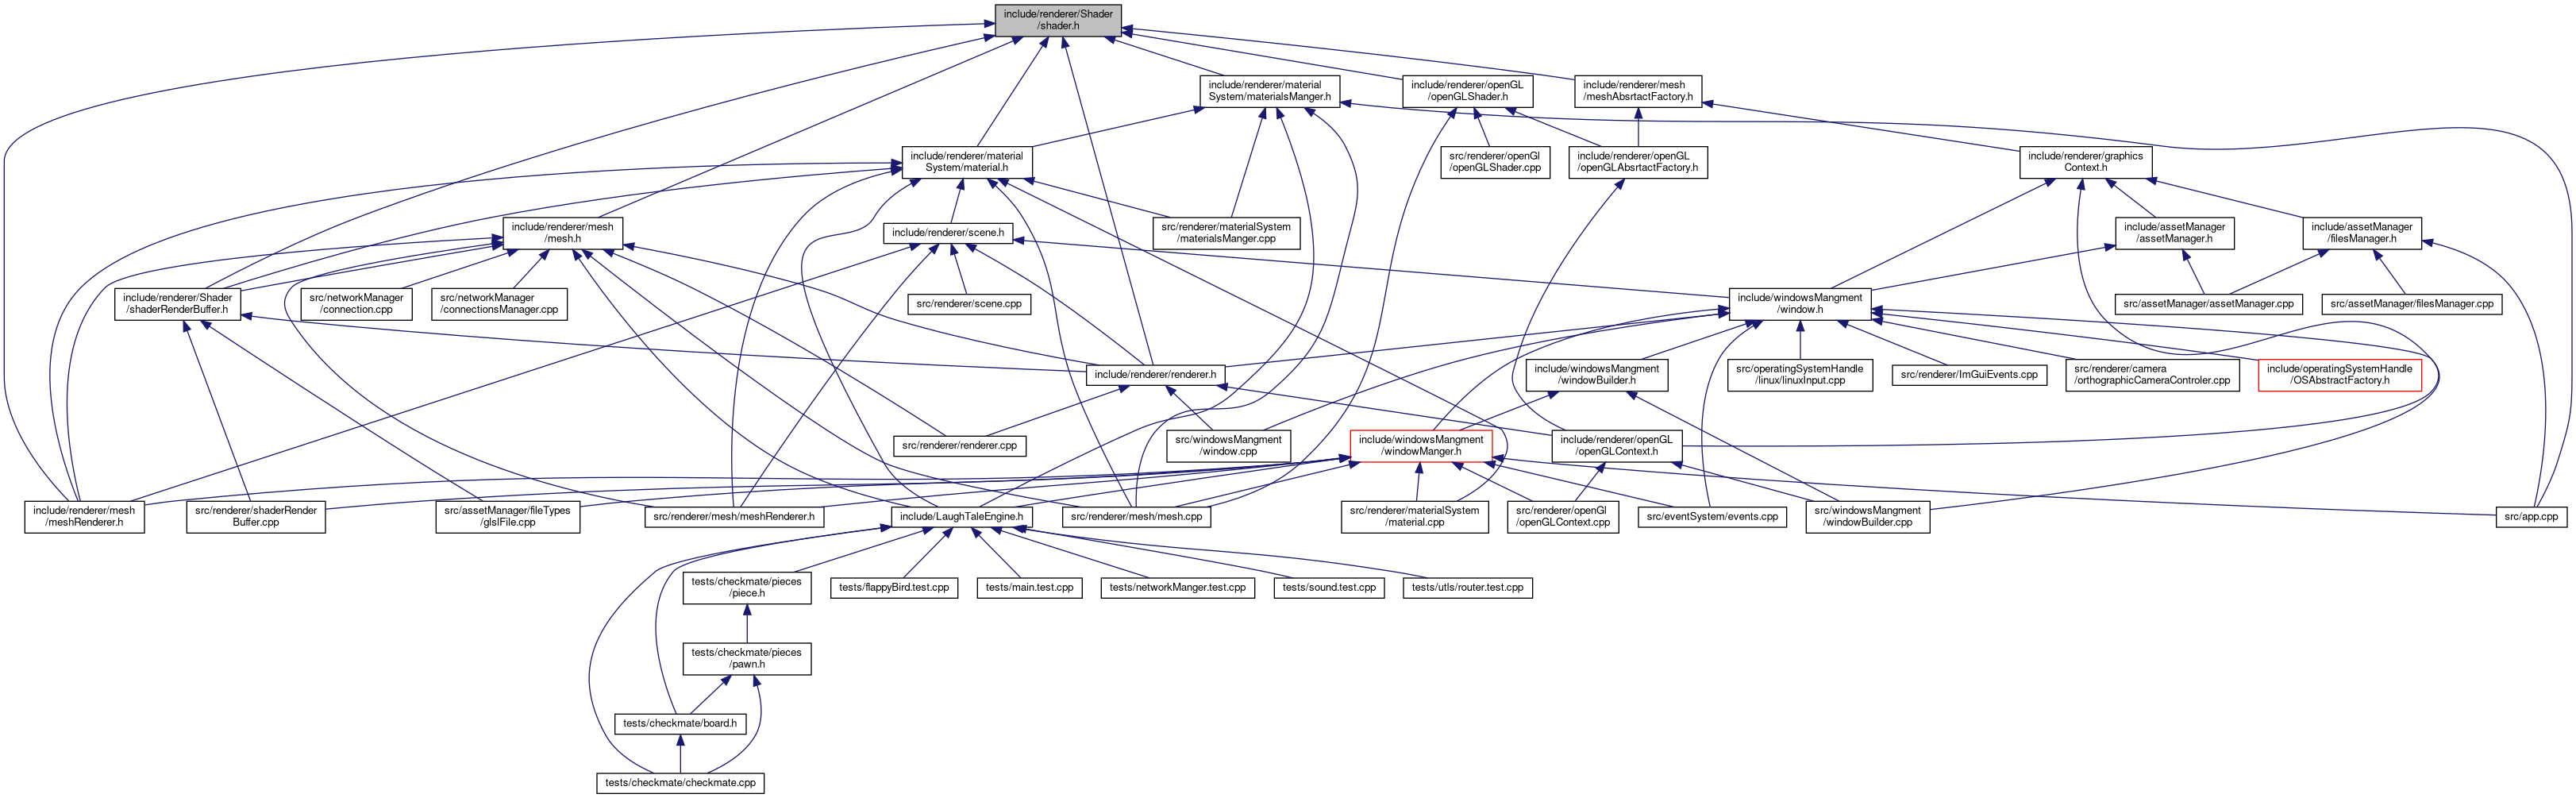 include/renderer/Shader
/shader.h
include/renderer/material
System/materialsManger.h
include/renderer/openGL
/openGLShader.h
include/renderer/mesh
/meshAbsrtactFactory.h
include/renderer/material
System/material.h
src/renderer/openGl
/openGLShader.cpp
include/renderer/openGL
/openGLAbsrtactFactory.h
include/renderer/graphics
Context.h
include/renderer/mesh
/mesh.h
include/renderer/scene.h
src/renderer/materialSystem
/materialsManger.cpp
include/assetManager
/assetManager.h
include/assetManager
/filesManager.h
include/renderer/Shader
/shaderRenderBuffer.h
src/networkManager
/connection.cpp
src/networkManager
/connectionsManager.cpp
src/renderer/scene.cpp
include/windowsMangment
/window.h
src/assetManager/assetManager.cpp
src/assetManager/filesManager.cpp
include/renderer/renderer.h
include/windowsMangment
/windowBuilder.h
src/operatingSystemHandle
/linux/linuxInput.cpp
src/renderer/ImGuiEvents.cpp
src/renderer/camera
/orthographicCameraControler.cpp
include/operatingSystemHandle
/OSAbstractFactory.h
src/renderer/renderer.cpp
src/windowsMangment
/window.cpp
include/windowsMangment
/windowManger.h
include/renderer/openGL
/openGLContext.h
include/renderer/mesh
/meshRenderer.h
src/renderer/shaderRender
Buffer.cpp
src/assetManager/fileTypes
/glslFile.cpp
src/renderer/mesh/meshRenderer.h
include/LaughTaleEngine.h
src/renderer/mesh/mesh.cpp
src/renderer/materialSystem
/material.cpp
src/renderer/openGl
/openGLContext.cpp
src/eventSystem/events.cpp
src/windowsMangment
/windowBuilder.cpp
src/app.cpp
tests/checkmate/pieces
/piece.h
tests/flappyBird.test.cpp
tests/main.test.cpp
tests/networkManger.test.cpp
tests/sound.test.cpp
tests/utls/router.test.cpp
tests/checkmate/pieces
/pawn.h
tests/checkmate/board.h
tests/checkmate/checkmate.cpp